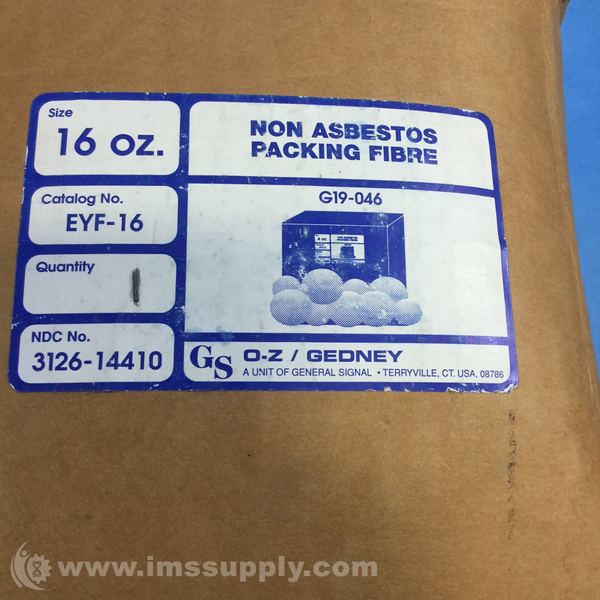 Size
16 oz.
Catalog No.
EYF-16
Quantity
1
NDC No.
3126-14410
NON ASBESTOS
PACKING FIBRE
G19-046
GS
O-Z / GEDNEY
A UNIT OF GENERAL SIGNAL • TERRYVILLE, CT. USA, 08786
www.imssupply.com